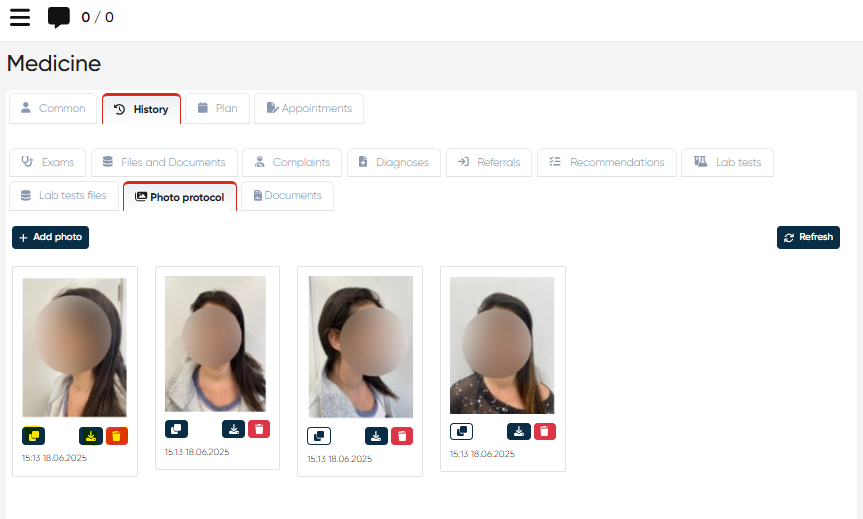 0 / 0
Medicine
Common History Plan Appointments
Exams Files and Documents Complaints Diagnoses Referrals Recommendations Lab tests
Lab tests files Photo protocol Documents
Add photo Refresh
15:13 18.06.2025 15:13 18.06.2025 15:13 18.06.2025 15:13 18.06.2025